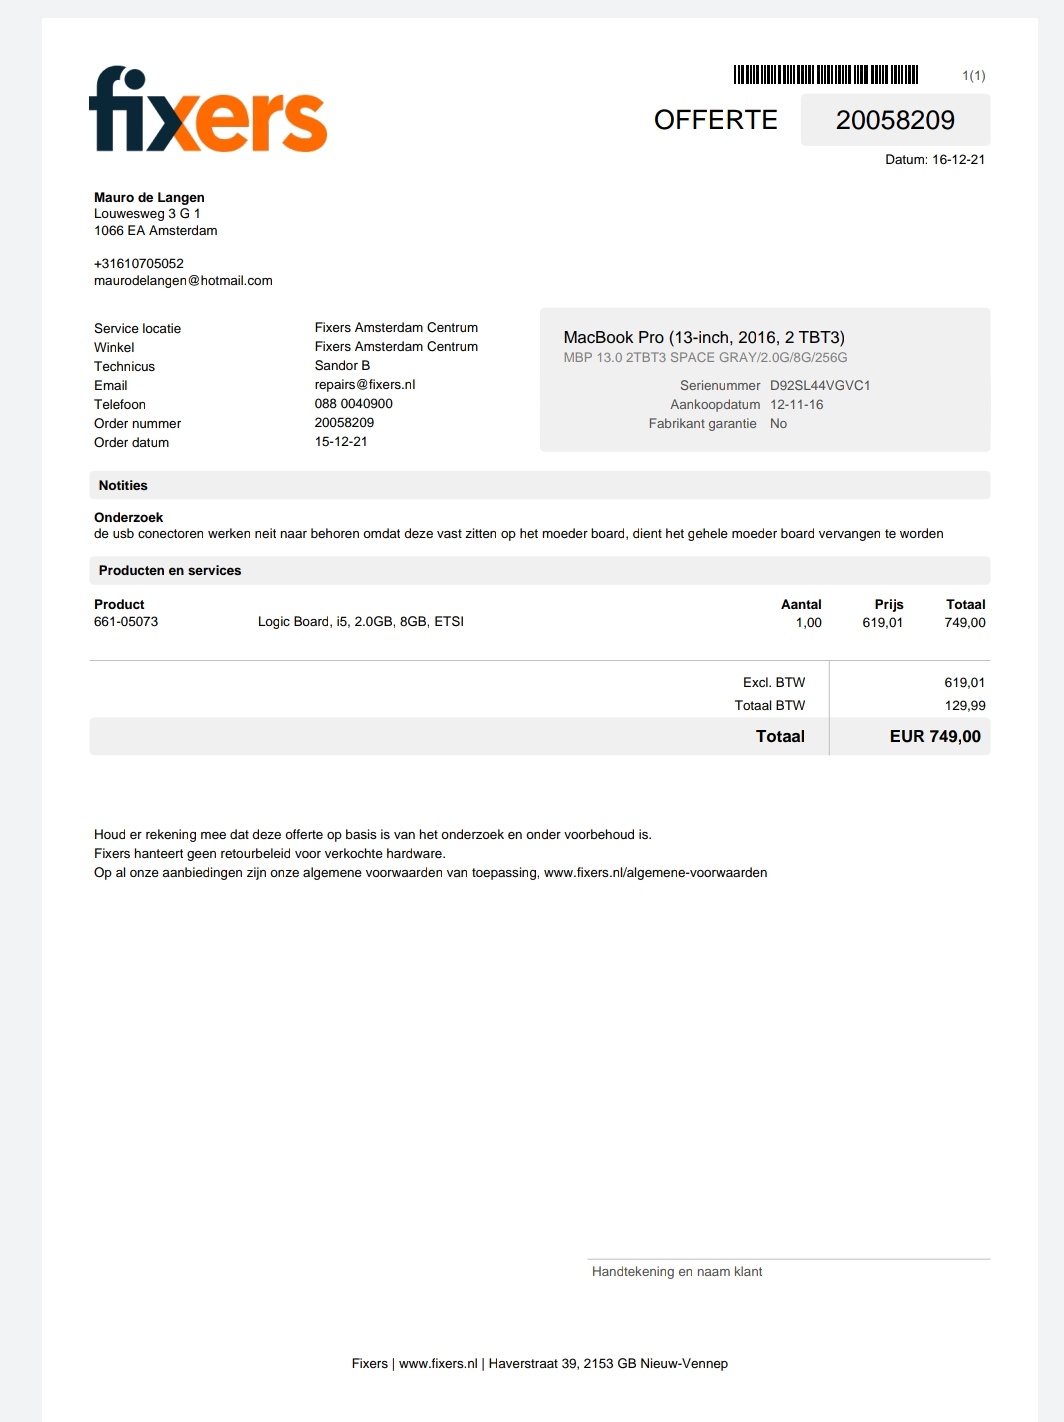 fixers
1(1)
OFFERTE 20058209
Datum: 16-12-21
Mauro de Langen
Louwesweg 3 G 1
1066 EA Amsterdam
+31610705052
maurodelangen@hotmail.com
Service locatie Fixers Amsterdam Centrum
Winkel Fixers Amsterdam Centrum
Technicus Sandor B
Email repairs@fixers.nl
Telefoon 088 0040900
Order nummer 20058209
Order datum 15-12-21
MacBook Pro (13-inch, 2016, 2 TBT3)
MBP 13.0 2TBT3 SPACE GRAY/2.0G/8G/256G
Serienummer D92SL44VGVC1
Aankoopdatum 12-11-16
Fabrikant garantie No
Notities
Onderzoek
de usb conectoren werken neit naar behoren omdat deze vast zitten op het moeder board, dient het gehele moeder board vervangen te worden
Producten en services
Product Aantal Prijs Totaal
661-05073 Logic Board, i5, 2.0GB, 8GB, ETSI 1,00 619,01 749,00
Excl. BTW 619,01
Totaal BTW 129,99
Totaal EUR 749,00
Houd er rekening mee dat deze offerte op basis is van het onderzoek en onder voorbehoud is.
Fixers hanteert geen retourbeleid voor verkochte hardware.
Op al onze aanbiedingen zijn onze algemene voorwaarden van toepassing, www.fixers.nl/algemene-voorwaarden
Handtekening en naam klant
Fixers | www.fixers.nl | Haverstraat 39, 2153 GB Nieuw-Vennep